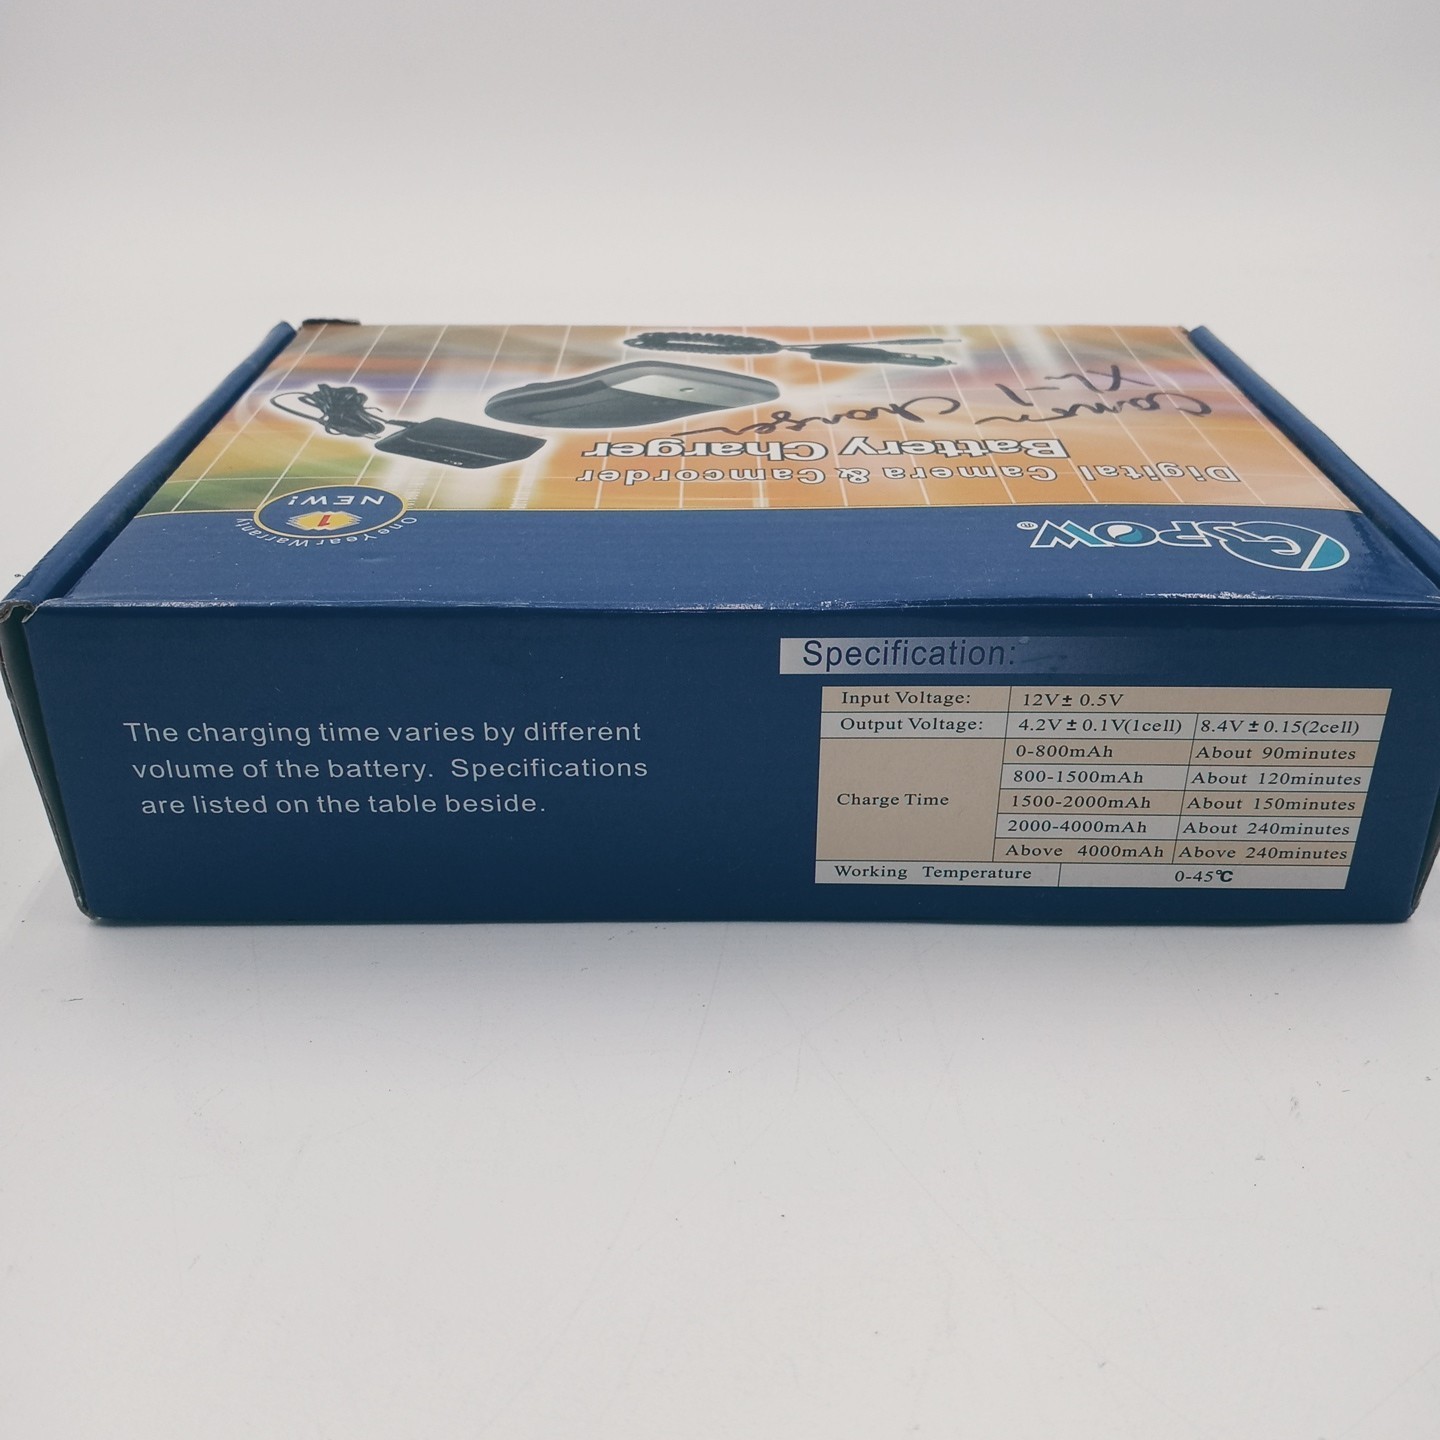 XL-1
Canon Charger
Battery Charger
Digital Camera & Camcorder
NEW!
1
One Year Warranty
Specification:
The charging time varies by different
volume of the battery. Specifications
are listed on the table beside.
Input Voltage: 12V± 0.5V
Output Voltage: 4.2V±0.1V(1cell) 8.4V±0.15(2cell)
Charge Time
0-800mAh About 90minutes
800-1500mAh About 120minutes
1500-2000mAh About 150minutes
2000-4000mAh About 240minutes
Above 4000mAh Above 240minutes
Working Temperature 0-45℃